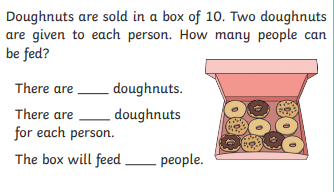 Doughnuts are sold in a box of 10. Two doughnuts
are given to each person. How many people can
be fed?
There are ____ doughnuts.
There are ____ doughnuts
for each person.
The box will feed ____ people.